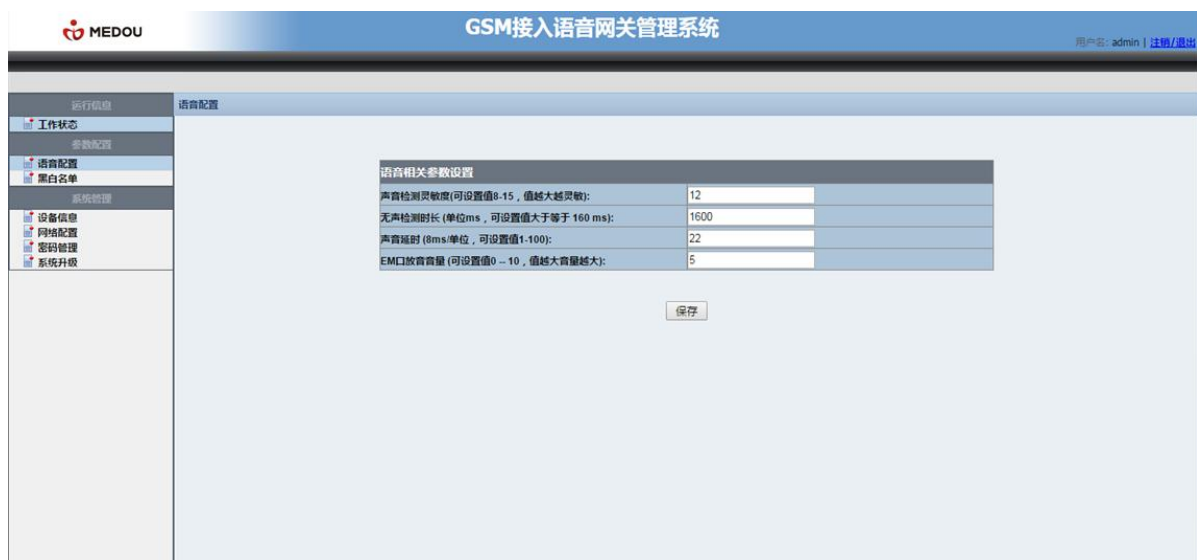 MEDOU
GSM接入语音网关管理系统
用户名: admin | 注销/退出
运行信息
工作状态
参数配置
语音配置
黑白名单
系统管理
设备信息
网络配置
密码管理
系统升级
语音配置
语音相关参数设置
声音检测灵敏度(可设置值8-15，值越大越灵敏): 12
无声检测时长 (单位ms，可设置值大于等于 160 ms): 1600
声音延时 (8ms/单位，可设置值1-100): 22
EM口放音音量 (可设置值0 -- 10，值越大音量越大): 5
保存